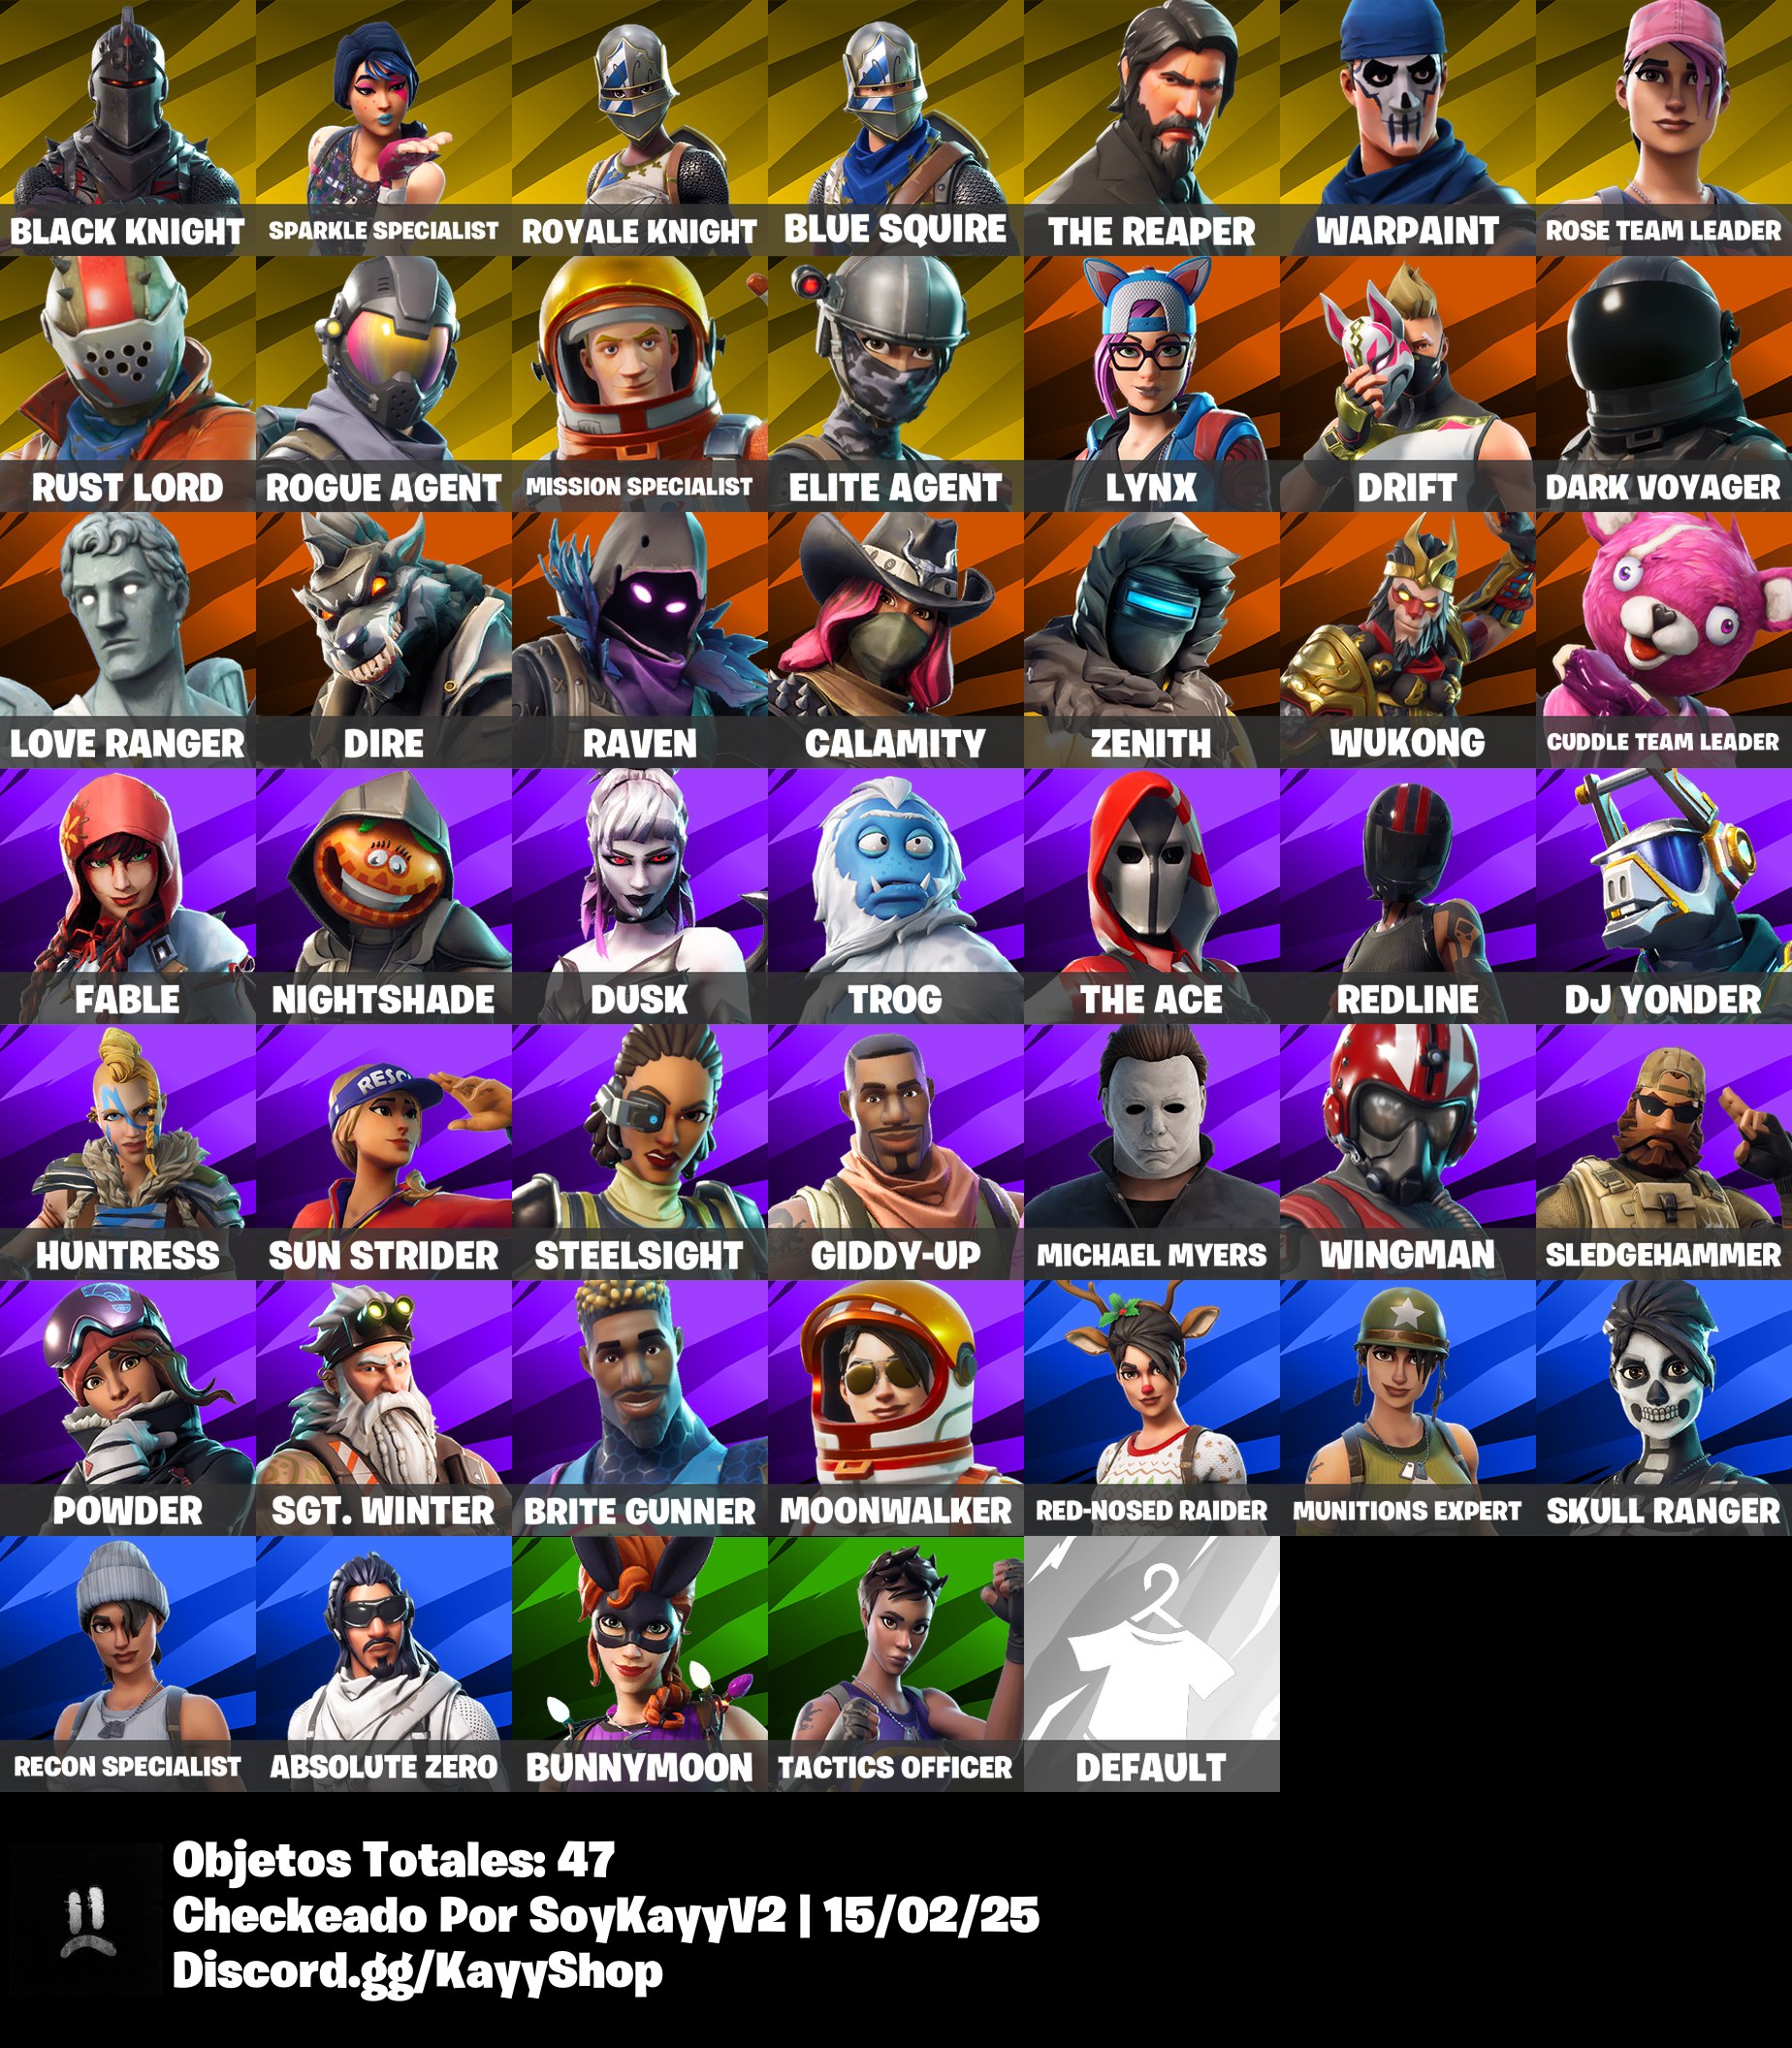 BLACK KNIGHT
SPARKLE SPECIALIST
ROYALE KNIGHT
BLUE SQUIRE
THE REAPER
WARPAINT
ROSE TEAM LEADER
RUST LORD
ROGUE AGENT
MISSION SPECIALIST
ELITE AGENT
LYNX
DRIFT
DARK VOYAGER
LOVE RANGER
DIRE
RAVEN
CALAMITY
ZENITH
WUKONG
CUDDLE TEAM LEADER
FABLE
NIGHTSHADE
DUSK
TROG
THE ACE
REDLINE
DJ YONDER
RESC
HUNTRESS
SUN STRIDER
STEELSIGHT
GIDDY-UP
MICHAEL MYERS
WINGMAN
SLEDGEHAMMER
POWDER
SGT. WINTER
BRITE GUNNER
MOONWALKER
RED-NOSED RAIDER
MUNITIONS EXPERT
SKULL RANGER
RECON SPECIALIST
ABSOLUTE ZERO
BUNNYMOON
TACTICS OFFICER
DEFAULT
Objetos Totales: 47
Checkeado Por SoyKayyV2 | 15/02/25
Discord.gg/KayyShop